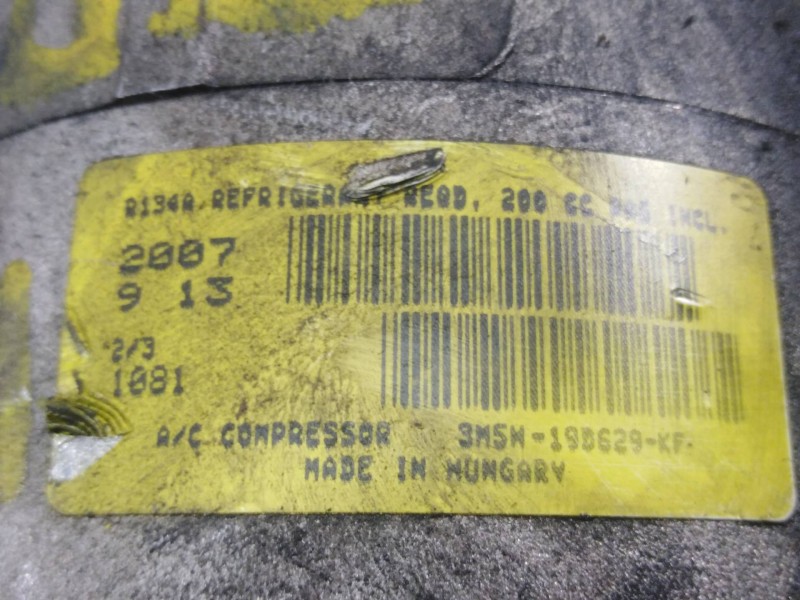 R134A REFRIGERANT REQD, 200 CC PAG INCL.
2007
9 13
2/3
1081
A/C COMPRESSOR 3M5H-19D629-KF
MADE IN HUNGARY